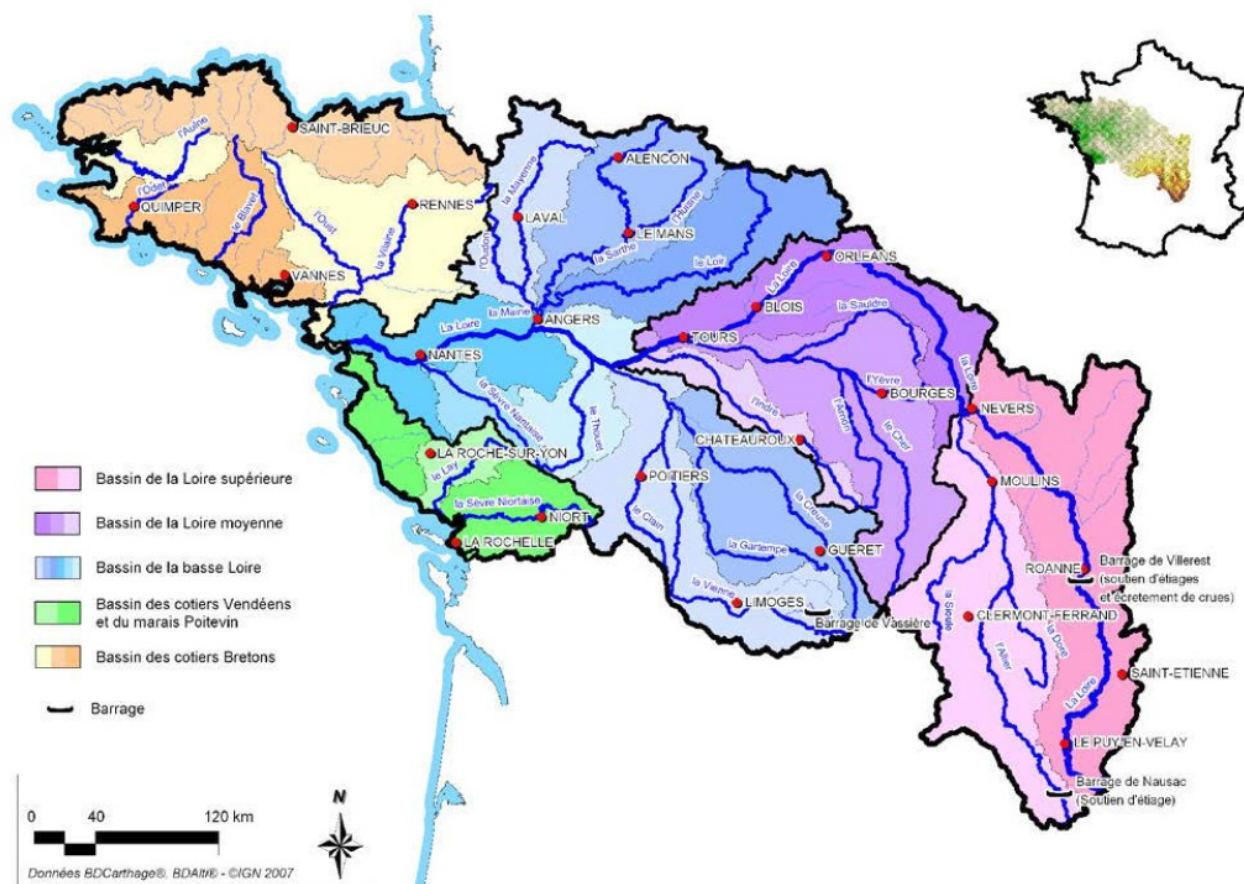 SAINT-BRIEUC
l'Aulne
l'Odet
QUIMPER
le Blavet
l'Oust
la Vilaine
RENNES
VANNES
la Mayenne
ALENCON
LAVAL
l'Huisne
LE MANS
l'Oudon
la Sarthe
le Loir
ORLEANS
La Loire
BLOIS
la Sauldre
la Maine
ANGERS
La Loire
TOURS
NANTES
la Loire
l'Yèvre
BOURGES
NEVERS
la Sèvre Nantaise
le Thouet
l'Indre
l'Arnon
le Cher
CHATEAUROUX
LA ROCHE-SUR-YON
le Lay
POITIERS
MOULINS
la Sèvre Niortaise
NIORT
le Clain
la Creuse
LA ROCHELLE
la Gartempe
GUERET
ROANNE
Barrage de Villerest
(soutien d'étiages
et écretement de crues)
la Vienne
LIMOGES
Barrage de Vassière
la Sioule
CLERMONT-FERRAND
la Dore
l'Allier
La Loire
SAINT-ETIENNE
LE PUY-EN-VELAY
Barrage de Nausac
(Soutien d'étiage)
Bassin de la Loire supérieure
Bassin de la Loire moyenne
Bassin de la basse Loire
Bassin des cotiers Vendéens
et du marais Poitevin
Bassin des cotiers Bretons
Barrage
0 40 120 km
N
Données BDCarthage®, BDAlti® - ©IGN 2007